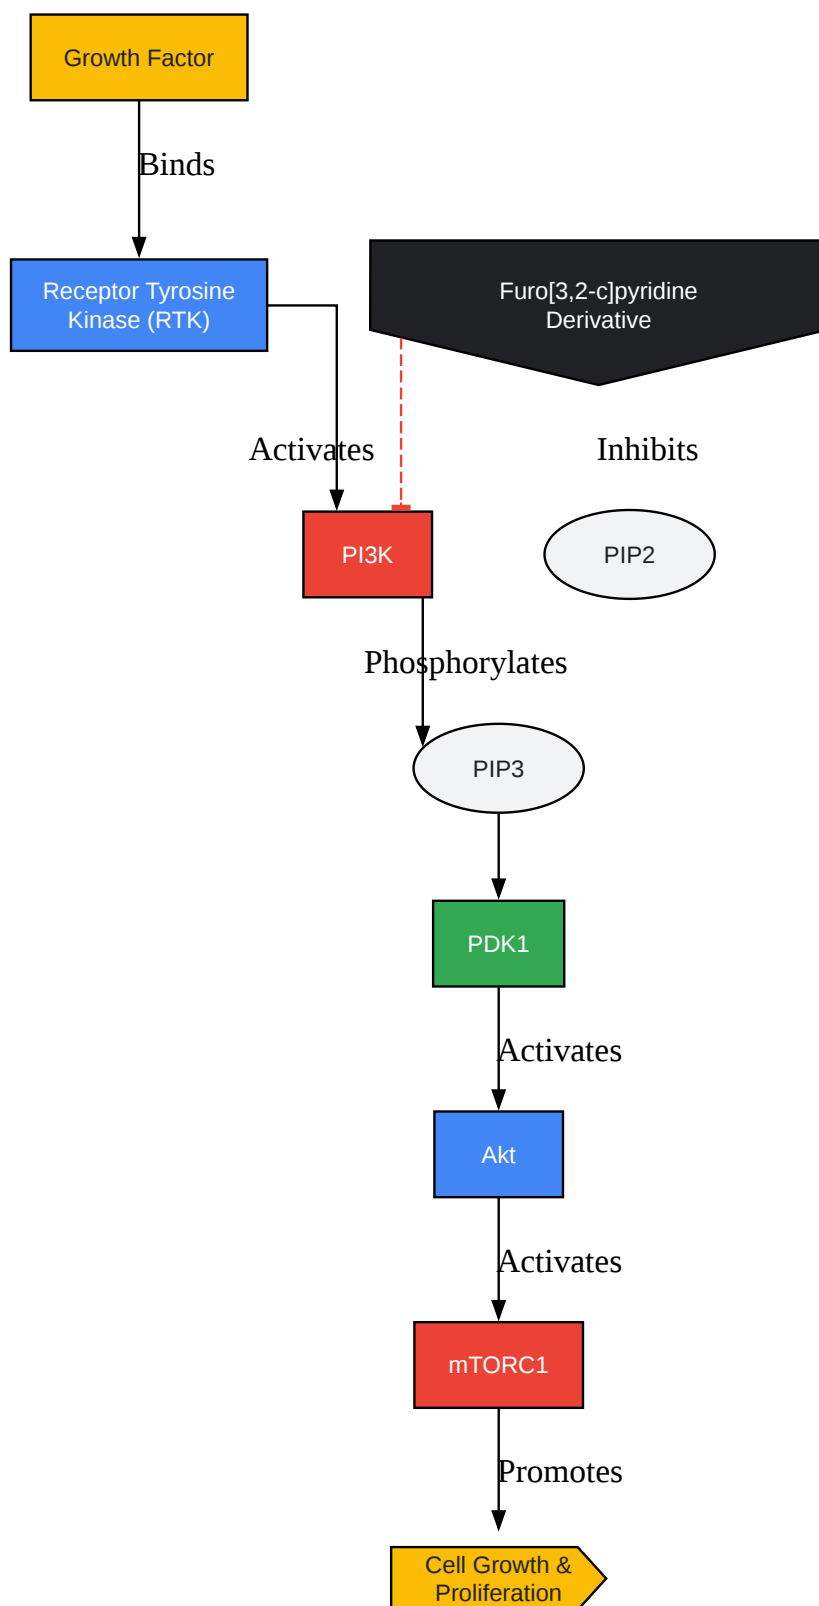 Growth Factor
Binds
Receptor Tyrosine
Kinase (RTK)
Furo[3,2-c]pyridine
Derivative
Activates
Inhibits
PI3K
PIP2
Phosphorylates
PIP3
PDK1
Activates
Akt
Activates
mTORC1
Promotes
Cell Growth &
Proliferation